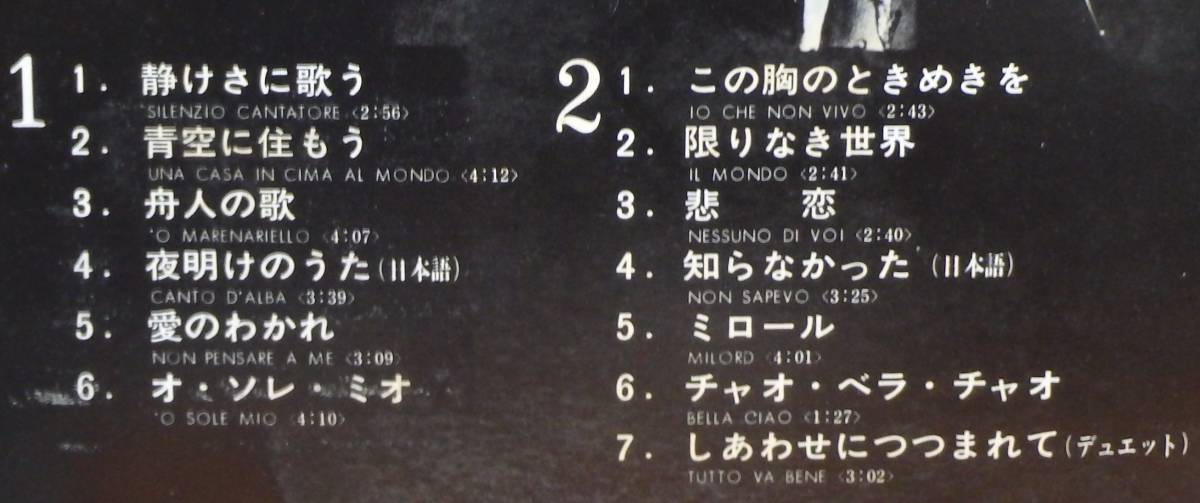 1
1. 静けさに歌う
SILENZIO CANTATORE <2:56>
2. 青空に住もう
UNA CASA IN CIMA AL MONDO <4:12>
3. 舟人の歌
'O MARENARIELLO <4:07>
4. 夜明けのうた(日本語)
CANTO D'ALBA <3:39>
5. 愛のわかれ
NON PENSARE A ME <3:09>
6. オ・ソレ・ミオ
'O SOLE MIO <4:10>
2
1. この胸のときめきを
IO CHE NON VIVO <2:43>
2. 限りなき世界
IL MONDO <2:41>
3. 悲 恋
NESSUNO DI VOI <2:40>
4. 知らなかった (日本語)
NON SAPEVO <3:25>
5. ミロール
MILORD <4:01>
6. チャオ・ベラ・チャオ
BELLA CIAO <1:27>
7. しあわせにつつまれて(デュエット)
TUTTO VA BENE <3:02>